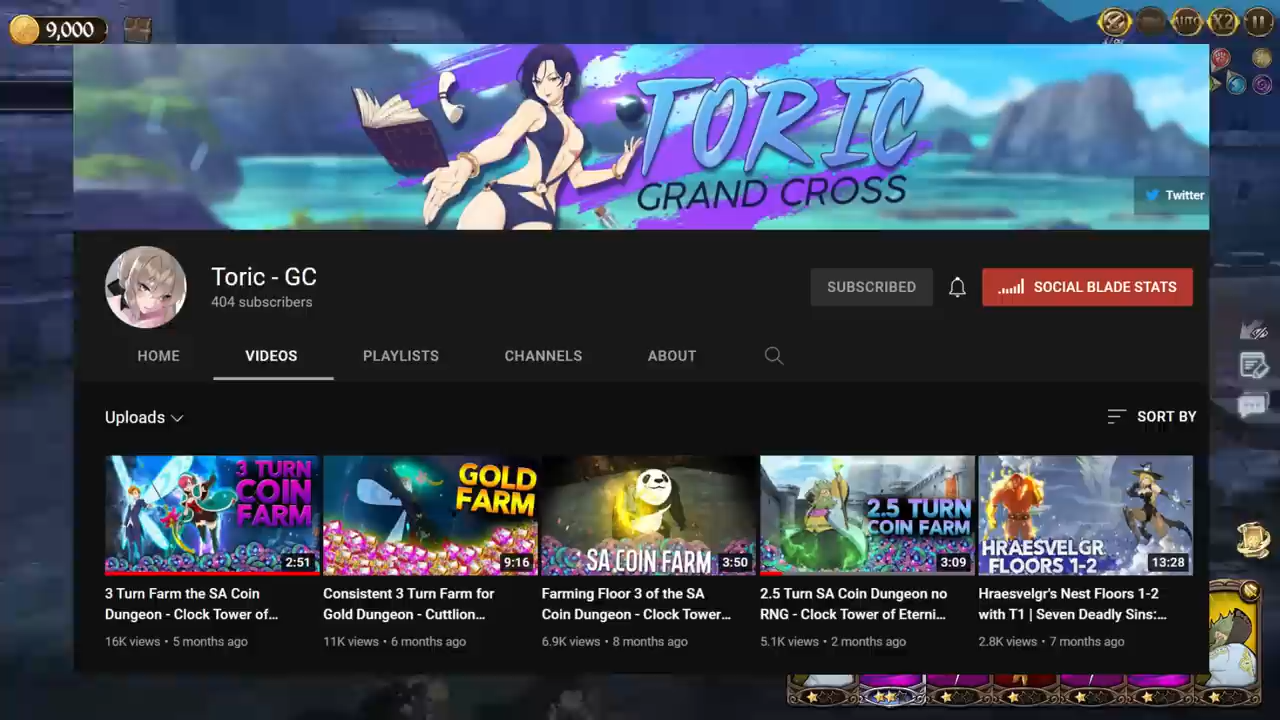 9,000
AUTO
X2
TORIC
GRAND CROSS
Twitter
Toric - GC
404 subscribers
SUBSCRIBED
SOCIAL BLADE STATS
HOME
VIDEOS
PLAYLISTS
CHANNELS
ABOUT
Uploads
SORT BY
3 TURN
COIN
FARM
2:51
GOLD
FARM
9:16
SA COIN FARM
3:50
2.5 TURN
COIN FARM
3:09
HRAESVELGR
FLOORS 1-2
13:28
3 Turn Farm the SA Coin
Dungeon - Clock Tower of...
16K views • 5 months ago
Consistent 3 Turn Farm for
Gold Dungeon - Cuttlion...
11K views • 6 months ago
Farming Floor 3 of the SA
Coin Dungeon - Clock Tower...
6.9K views • 8 months ago
2.5 Turn SA Coin Dungeon no
RNG - Clock Tower of Eterni...
5.1K views • 2 months ago
Hraesvelgr's Nest Floors 1-2
with T1 | Seven Deadly Sins:...
2.8K views • 7 months ago